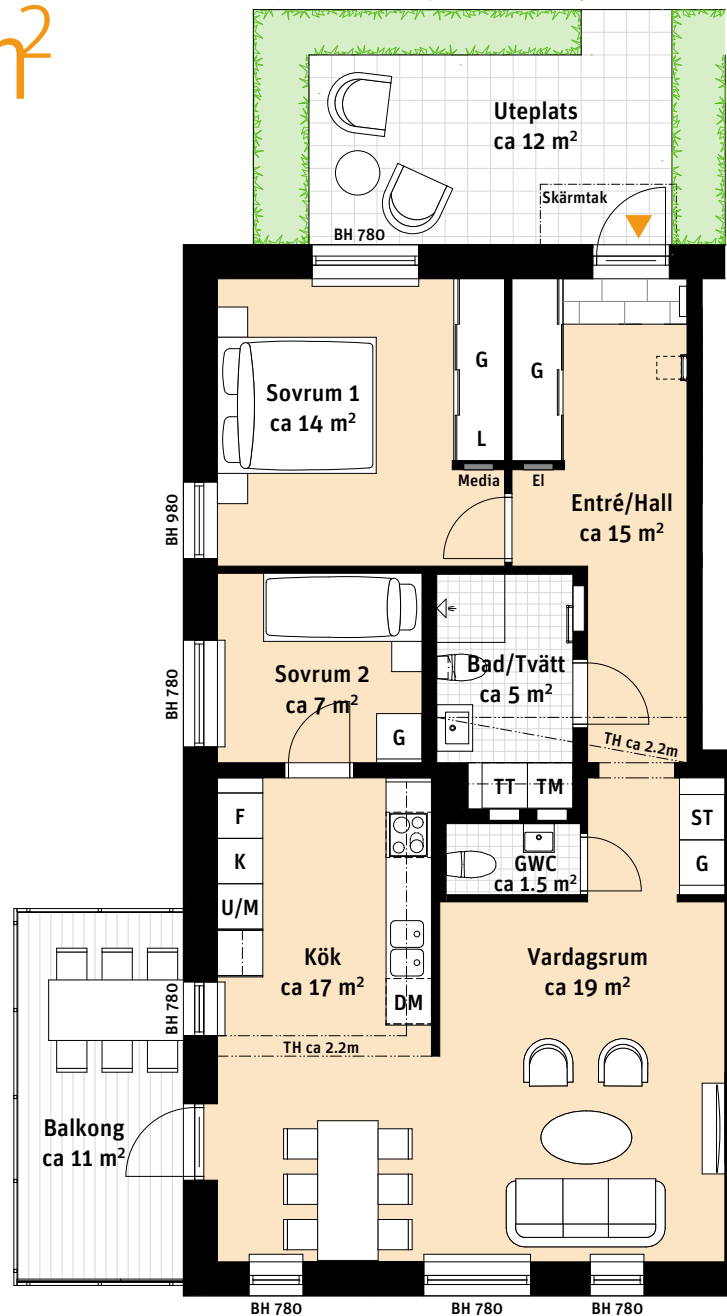 m²
Uteplats
ca 12 m²
Skärmtak
BH 780
G
G
Sovrum 1
ca 14 m²
L
Media
El
BH 980
Entré/Hall
ca 15 m²
Bad/Tvätt
ca 5 m²
Sovrum 2
ca 7 m²
BH 780
G
TH ca 2.2m
TT
TM
F
ST
K
GWC
ca 1.5 m²
G
U/M
Kök
ca 17 m²
Vardagsrum
ca 19 m²
DM
BH 780
TH ca 2.2m
Balkong
ca 11 m²
BH 780
BH 780
BH 780